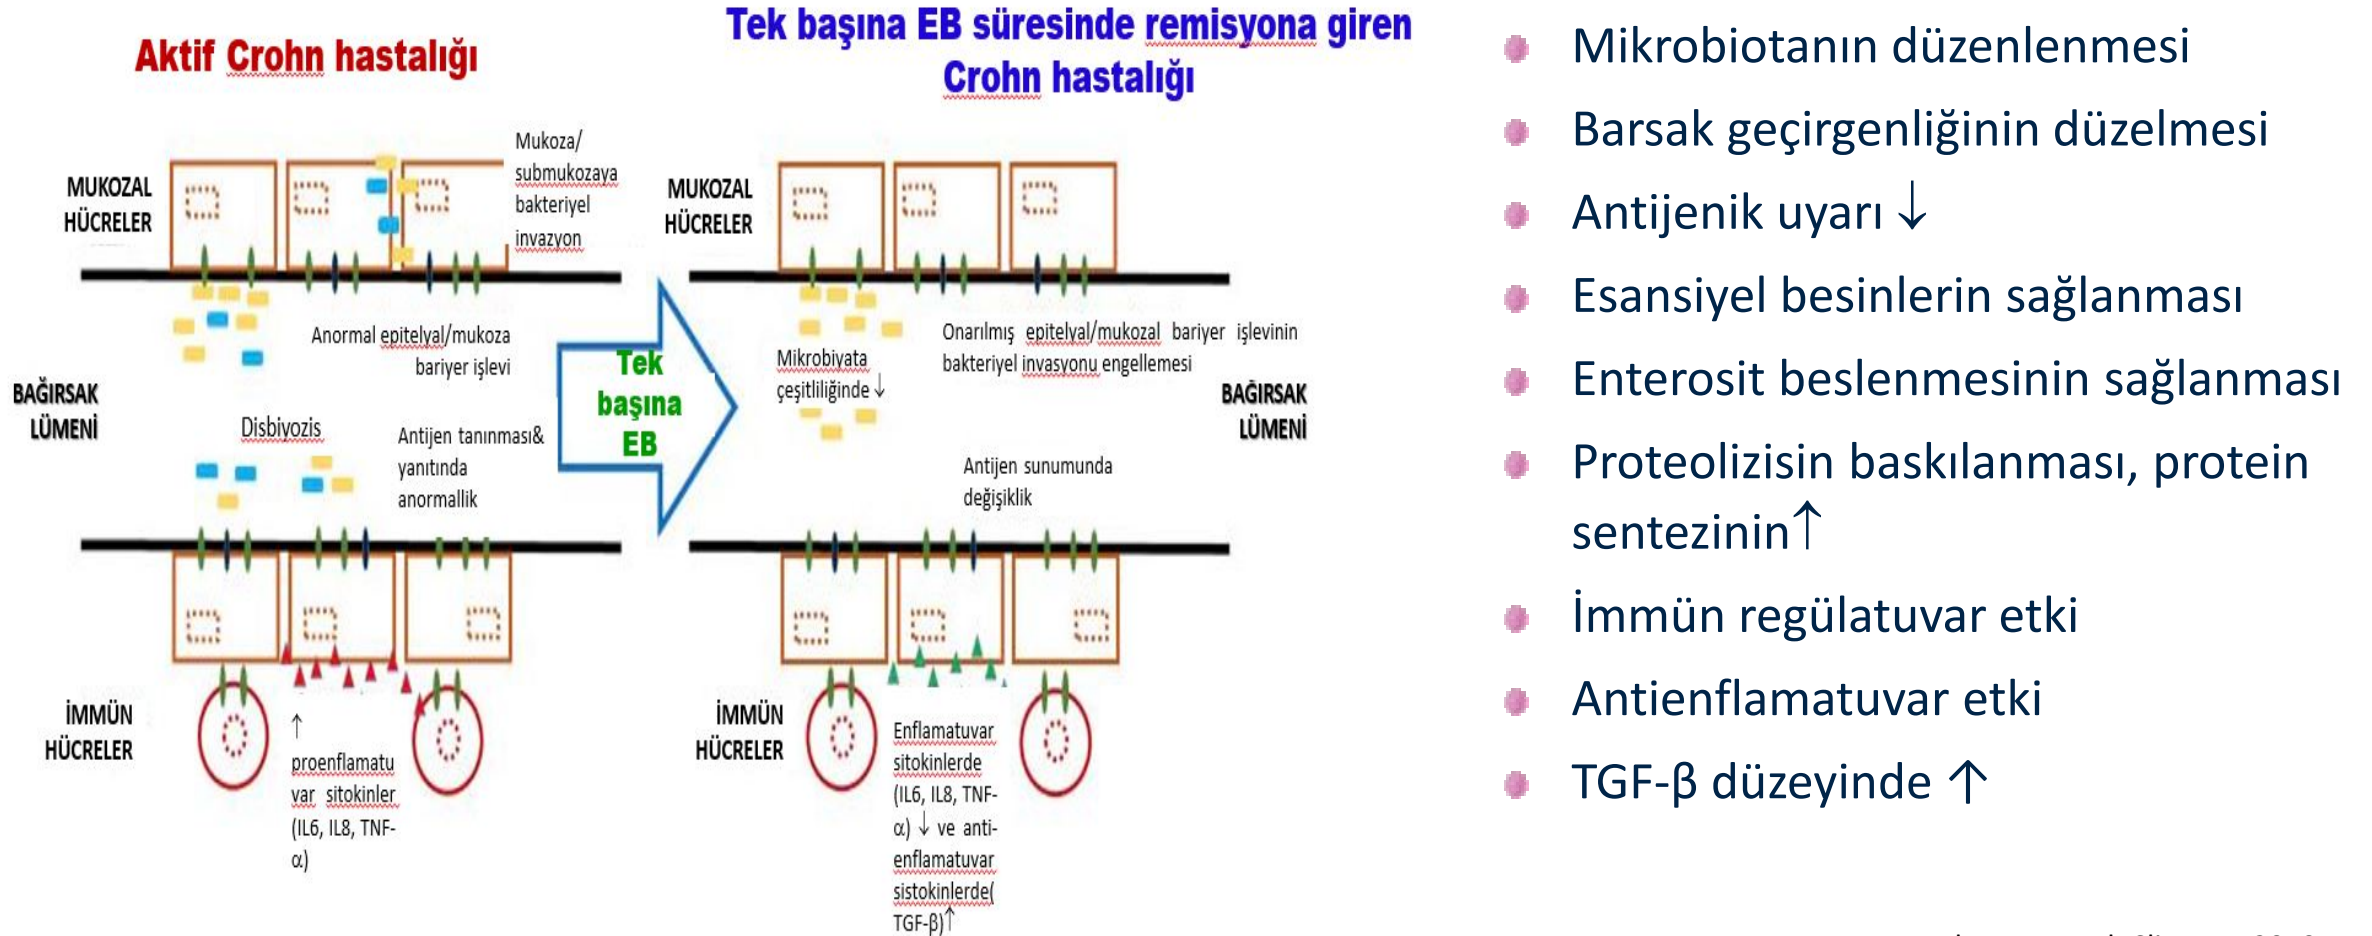 Aktif Crohn hastalığı
MUKOZAL
HÜCRELER
Mukoza/
submukozaya
bakteriyel
invazyon
Anormal epitelyal/mukoza
bariyer işlevi
BAĞIRSAK
LÜMENİ
Disbiyozis
Antijen tanınması&
yanıtında
anormallik
İMMÜN
HÜCRELER
↑
proenflamatu
var sitokinler
(IL6, IL8, TNF-
α)
Tek
başına
EB
Tek başına EB süresinde remisyona giren
Crohn hastalığı
MUKOZAL
HÜCRELER
Mikrobiyata
çeşitliliğinde ↓
Onarılmış epitelyal/mukozal bariyer işlevinin
bakteriyel invasyonu engellemesi
BAĞIRSAK
LÜMENİ
Antijen sunumunda
değişiklik
İMMÜN
HÜCRELER
Enflamatuvar
sitokinlerde
(IL6, IL8, TNF-
α) ↓ ve anti-
enflamatuvar
sistokinlerde(
TGF-β)↑
Mikrobiotanın düzenlenmesi
Barsak geçirgenliğinin düzelmesi
Antijenik uyarı ↓
Esansiyel besinlerin sağlanması
Enterosit beslenmesinin sağlanması
Proteolizisin baskılanması, protein
sentezinin↑
İmmün regülatuvar etki
Antienflamatuvar etki
TGF-β düzeyinde ↑